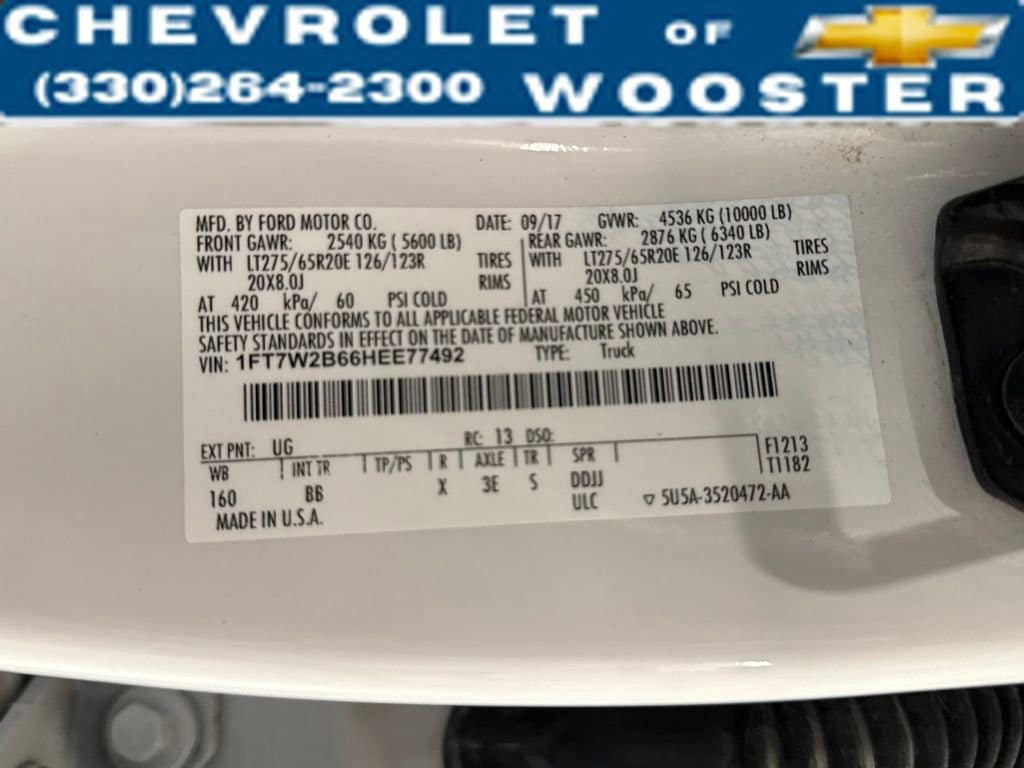 CHEVROLET OF
(330)264-2300 WOOSTER
MFD. BY FORD MOTOR CO. DATE: 09/17 GVWR: 4536 KG (10000 LB)
FRONT GAWR: 2540 KG ( 5600 LB) REAR GAWR: 2876 KG ( 6340 LB)
WITH LT275/65R20E 126/123R TIRES WITH LT275/65R20E 126/123R TIRES
20X8.0J RIMS 20X8.0J RIMS
AT 420 kPa/ 60 PSI COLD AT 450 kPa/ 65 PSI COLD
THIS VEHICLE CONFORMS TO ALL APPLICABLE FEDERAL MOTOR VEHICLE
SAFETY STANDARDS IN EFFECT ON THE DATE OF MANUFACTURE SHOWN ABOVE.
VIN: 1FT7W2B66HEE77492 TYPE: Truck
EXT PNT: UG RC: 13 DSO:
WB INT TR TP/PS R AXLE TR SPR F1213
160 BB X 3E S DDJJ T1182
ULC ▽ 5U5A-3520472-AA
MADE IN U.S.A.